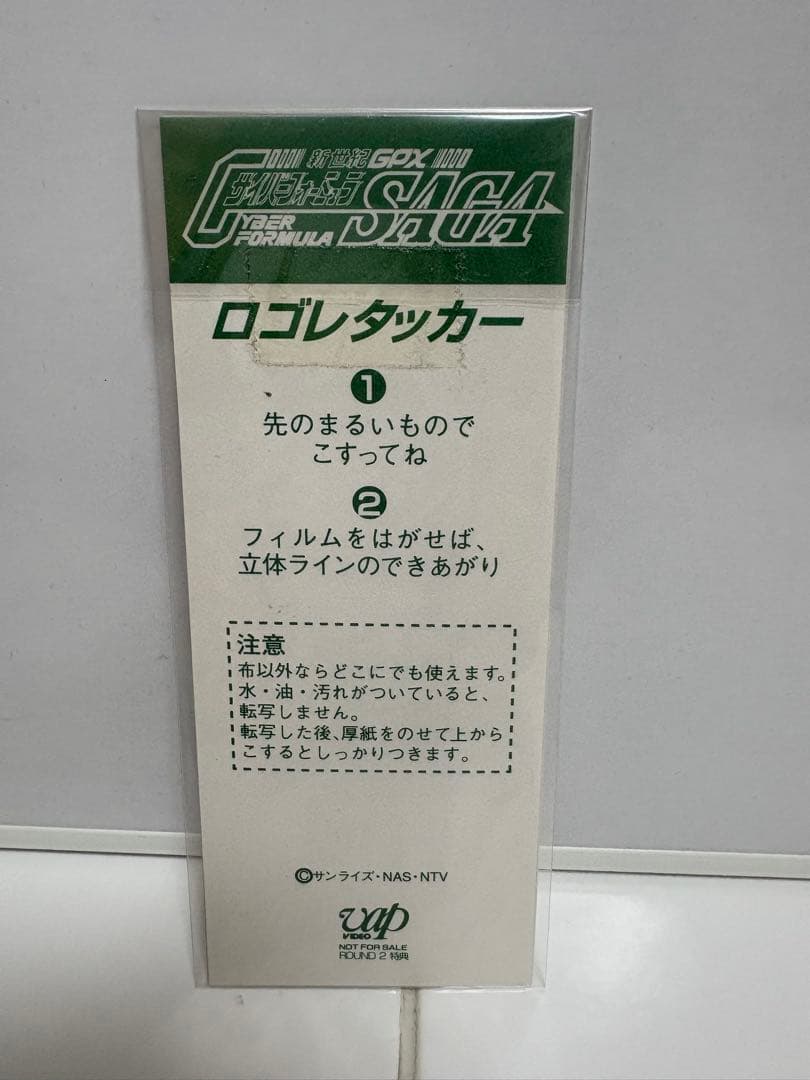 新世紀GPX
サイバーフォーミュラ
CYBER
FORMULA
SAGA
ロゴレタッカー
1
先のまるいもので
こすってね
2
フィルムをはがせば、
立体ラインのできあがり
注意
布以外ならどこにでも使えます。
水・油・汚れがついていると、
転写しません。
転写した後、厚紙をのせて上から
こするとしっかりつきます。
©サンライズ・NAS・NTV
vap
VIDEO
NOT FOR SALE
ROUND 2 特典